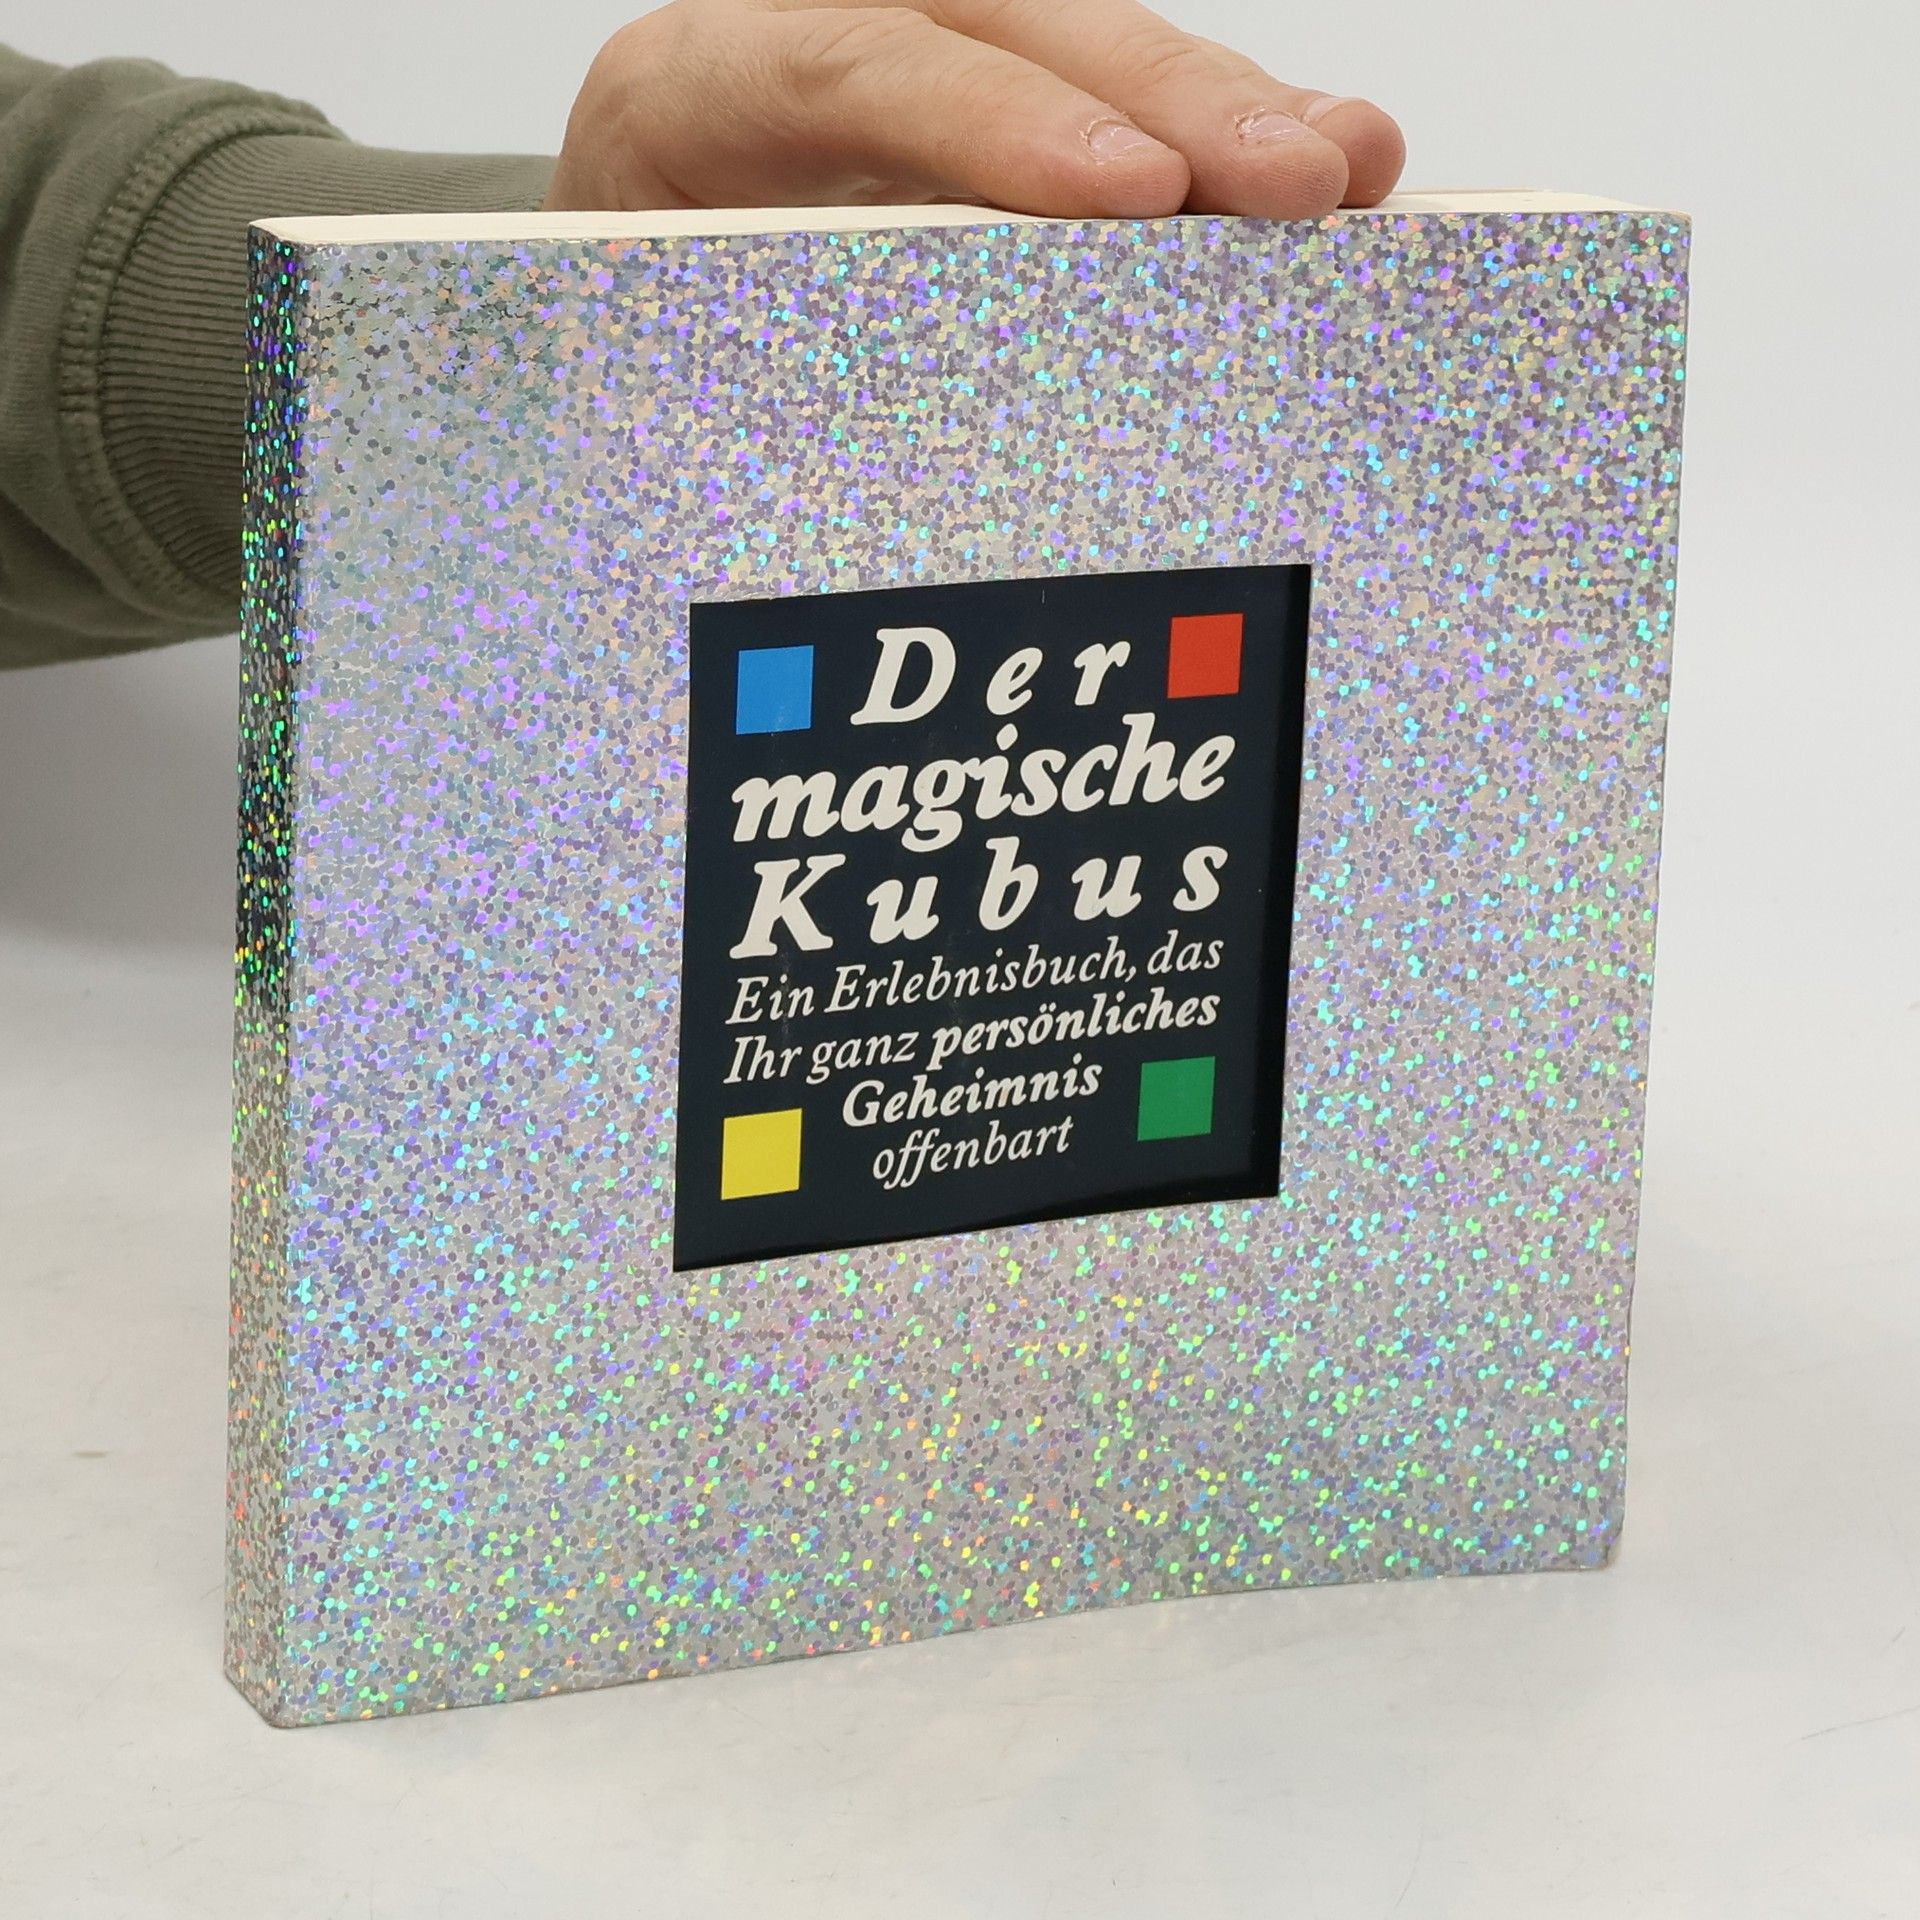 Der
magische
Kubus
Ein Erlebnisbuch, das
Ihr ganz persönliches
Geheimnis
offenbart